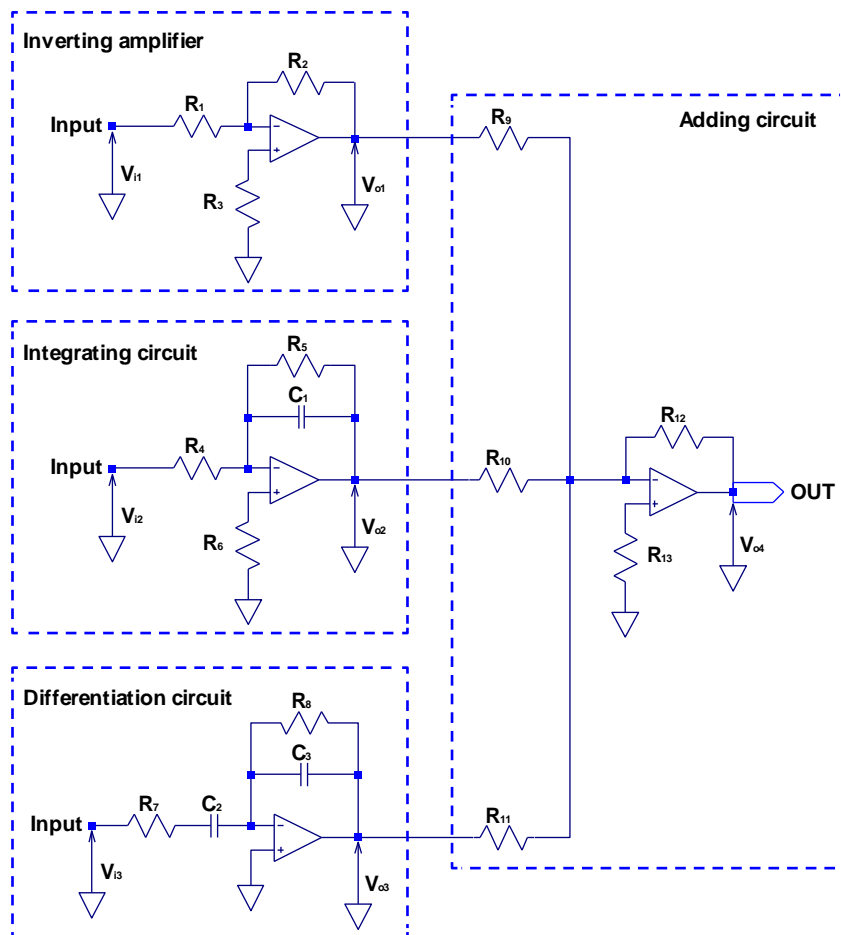 Inverting amplifier
R2
R1
Input
−
+
R9
Adding circuit
Vi1
R3
Vo1
Integrating circuit
R5
C1
R4
Input
−
+
R10
R12
−
+
OUT
Vi2
R6
Vo2
R13
Vo4
Differentiation circuit
R8
C3
R7
C2
Input
−
+
R11
Vi3
Vo3